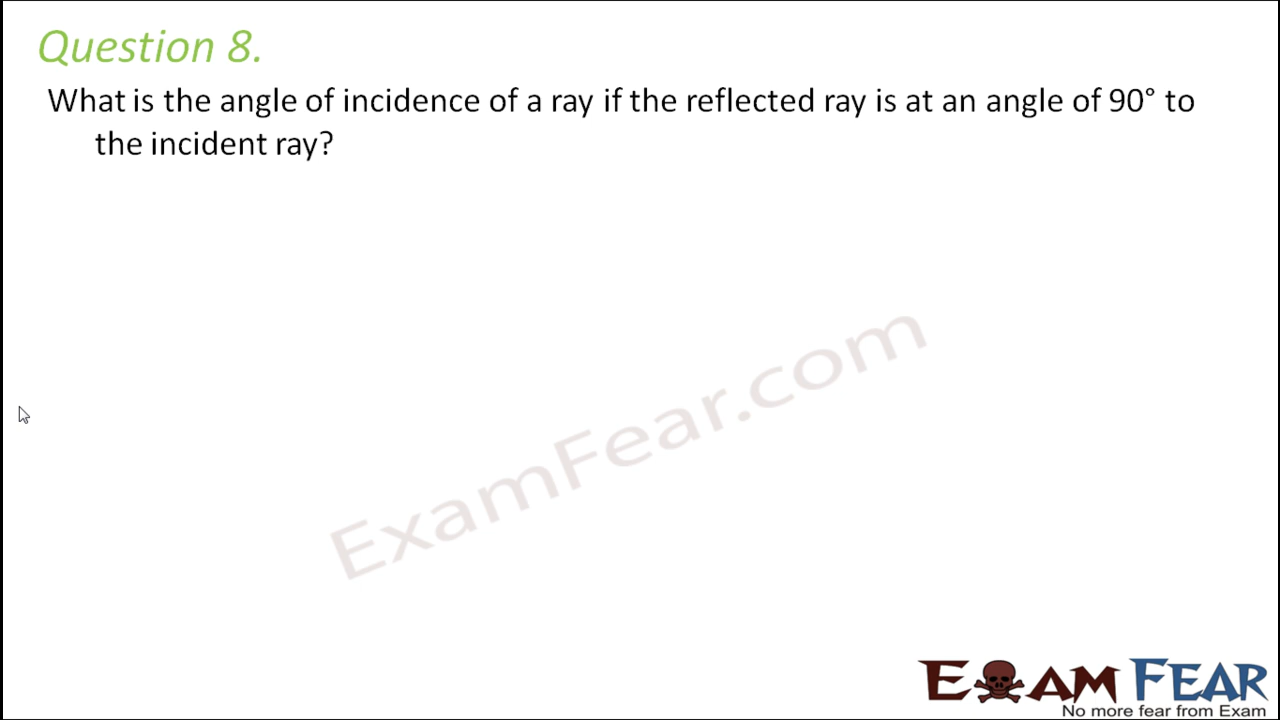 Question 8.
What is the angle of incidence of a ray if the reflected ray is at an angle of 90° to
the incident ray?
ExamFear.com
EXAM FEAR
No more fear from Exam